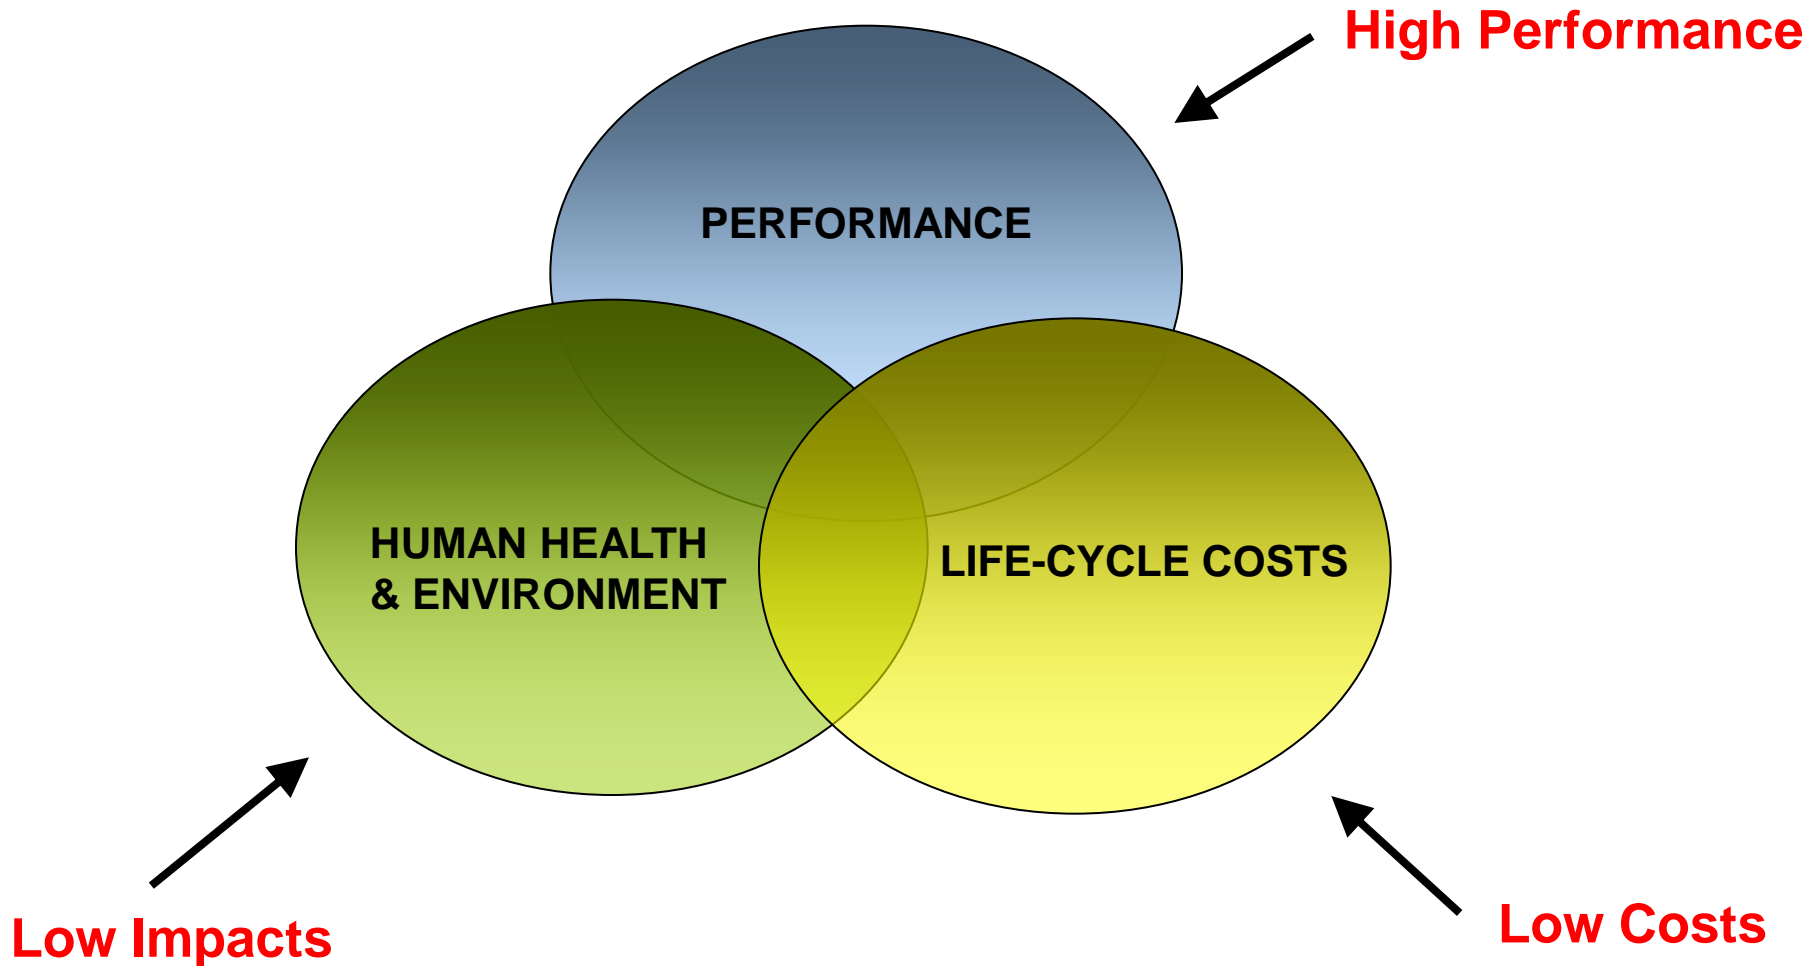 High Performance
PERFORMANCE
HUMAN HEALTH
& ENVIRONMENT
LIFE-CYCLE COSTS
Low Impacts
Low Costs